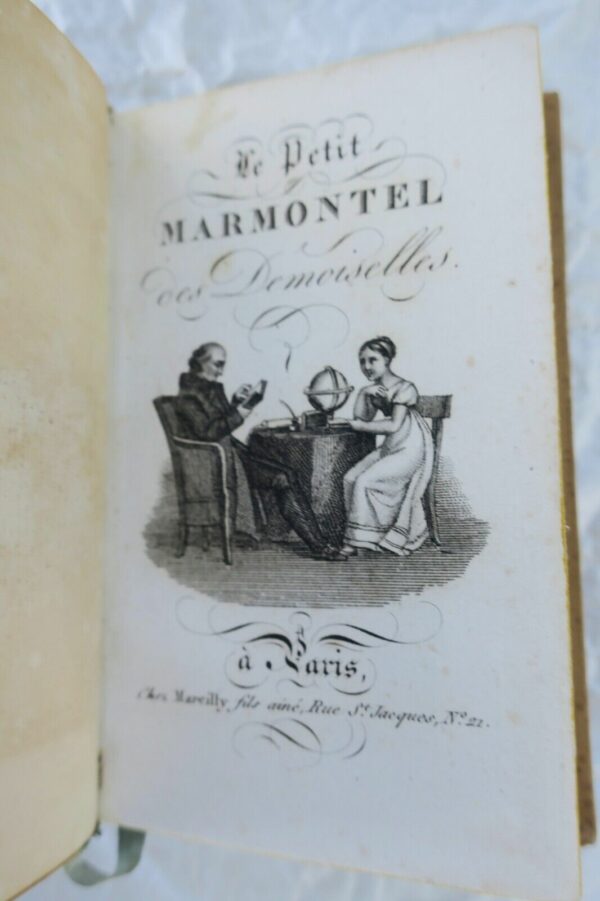 Le Petit
MARMONTEL
des Demoiselles.
à Paris,
Chez Marcilly, fils aîné, Rue St. Jacques, No. 21.